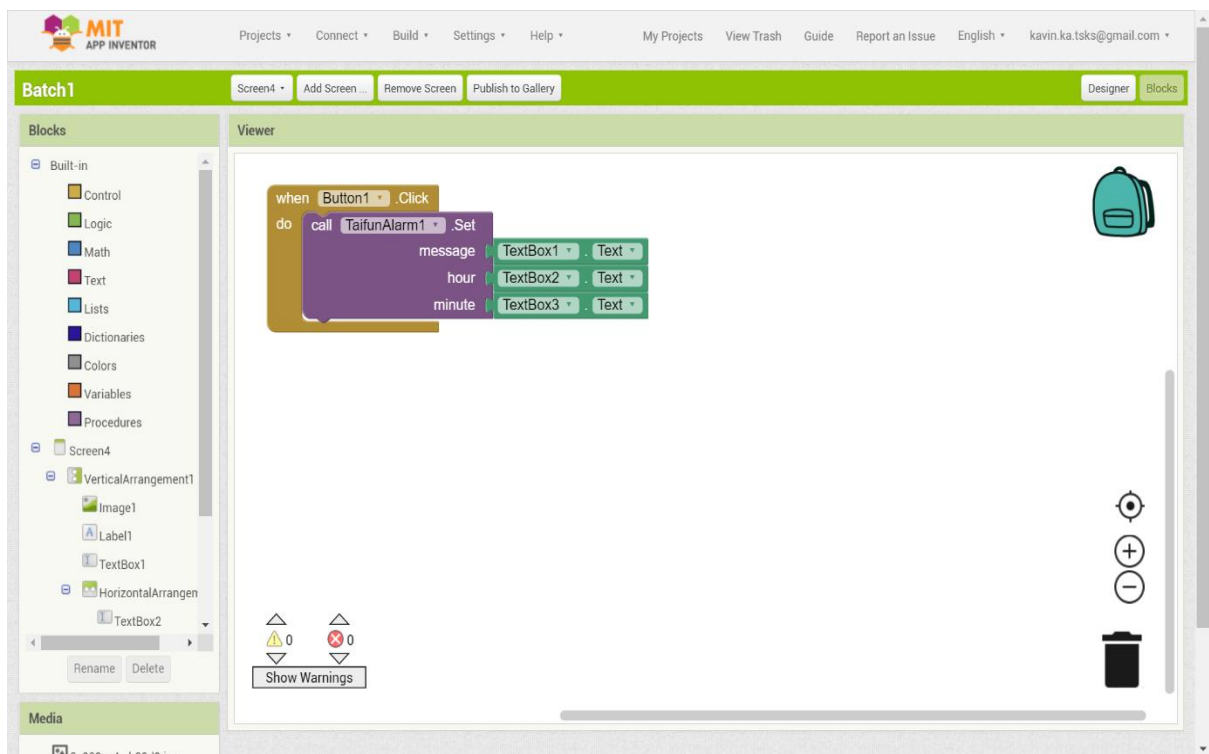 MIT
APP INVENTOR
Projects Connect Build Settings Help My Projects View Trash Guide Report an Issue English kavin.ka.tsks@gmail.com
Batch1 Screen4 Add Screen ... Remove Screen Publish to Gallery Designer Blocks
Blocks
Built-in
Control
Logic
Math
Text
Lists
Dictionaries
Colors
Variables
Procedures
Screen4
VerticalArrangement1
Image1
A Label1
TextBox1
HorizontalArrangen
TextBox2
Rename Delete
Media
Viewer
when Button1 .Click
do call TaifunAlarm1 .Set
message TextBox1 . Text
hour TextBox2 . Text
minute TextBox3 . Text
0 0
Show Warnings